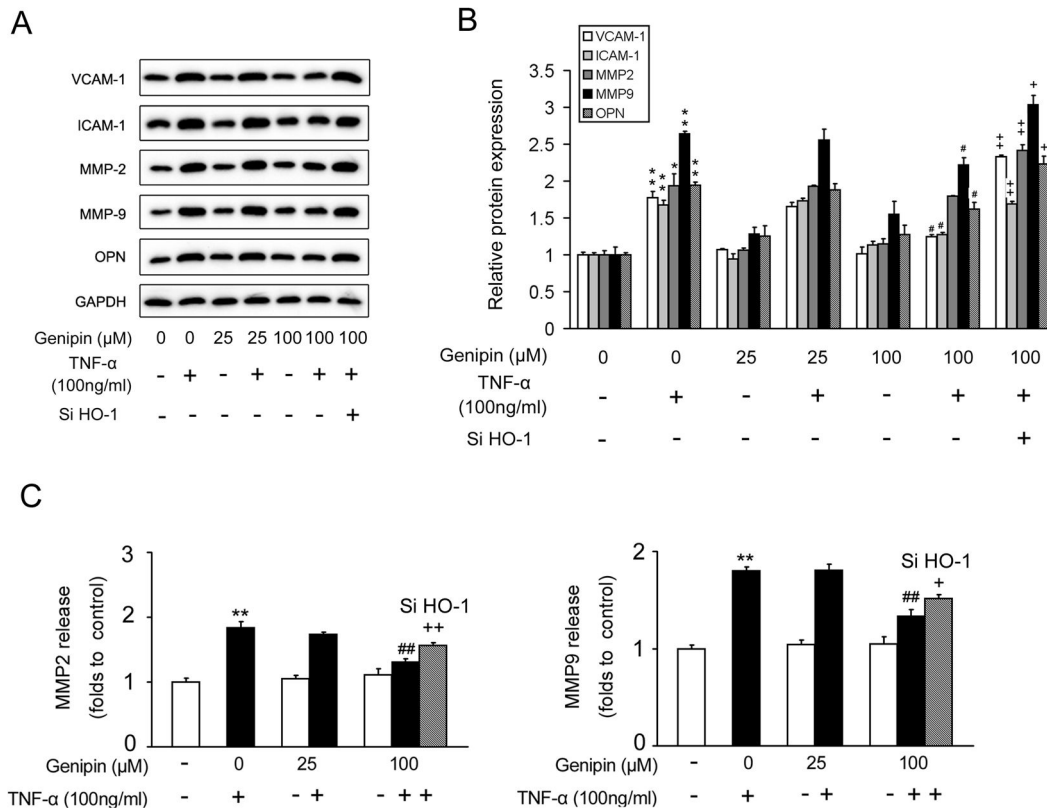 A
VCAM-1
ICAM-1
MMP-2
MMP-9
OPN
GAPDH
Genipin (µM) 0 0 25 25 100 100 100
TNF-α
(100ng/ml) - + - + - + +
Si HO-1 - - - - - - +
B
VCAM-1
ICAM-1
MMP2
MMP9
OPN
Relative protein expression
3.5
3
2.5
2
1.5
1
0.5
0
** ** * ** **
# # # #
++ ++ ++ + +
Genipin (µM) 0 0 25 25 100 100 100
TNF-α
(100ng/ml) - + - + - + +
Si HO-1 - - - - - - +
C
MMP2 release
(folds to control)
3
2
1
0
**
##
Si HO-1
++
Genipin (µM) - 0 25 100
TNF-α (100ng/ml) - + - + - + +
MMP9 release
(folds to control)
2
1
0
**
##
Si HO-1
+
Genipin (µM) - 0 25 100
TNF-α (100ng/ml) - + - + - + +